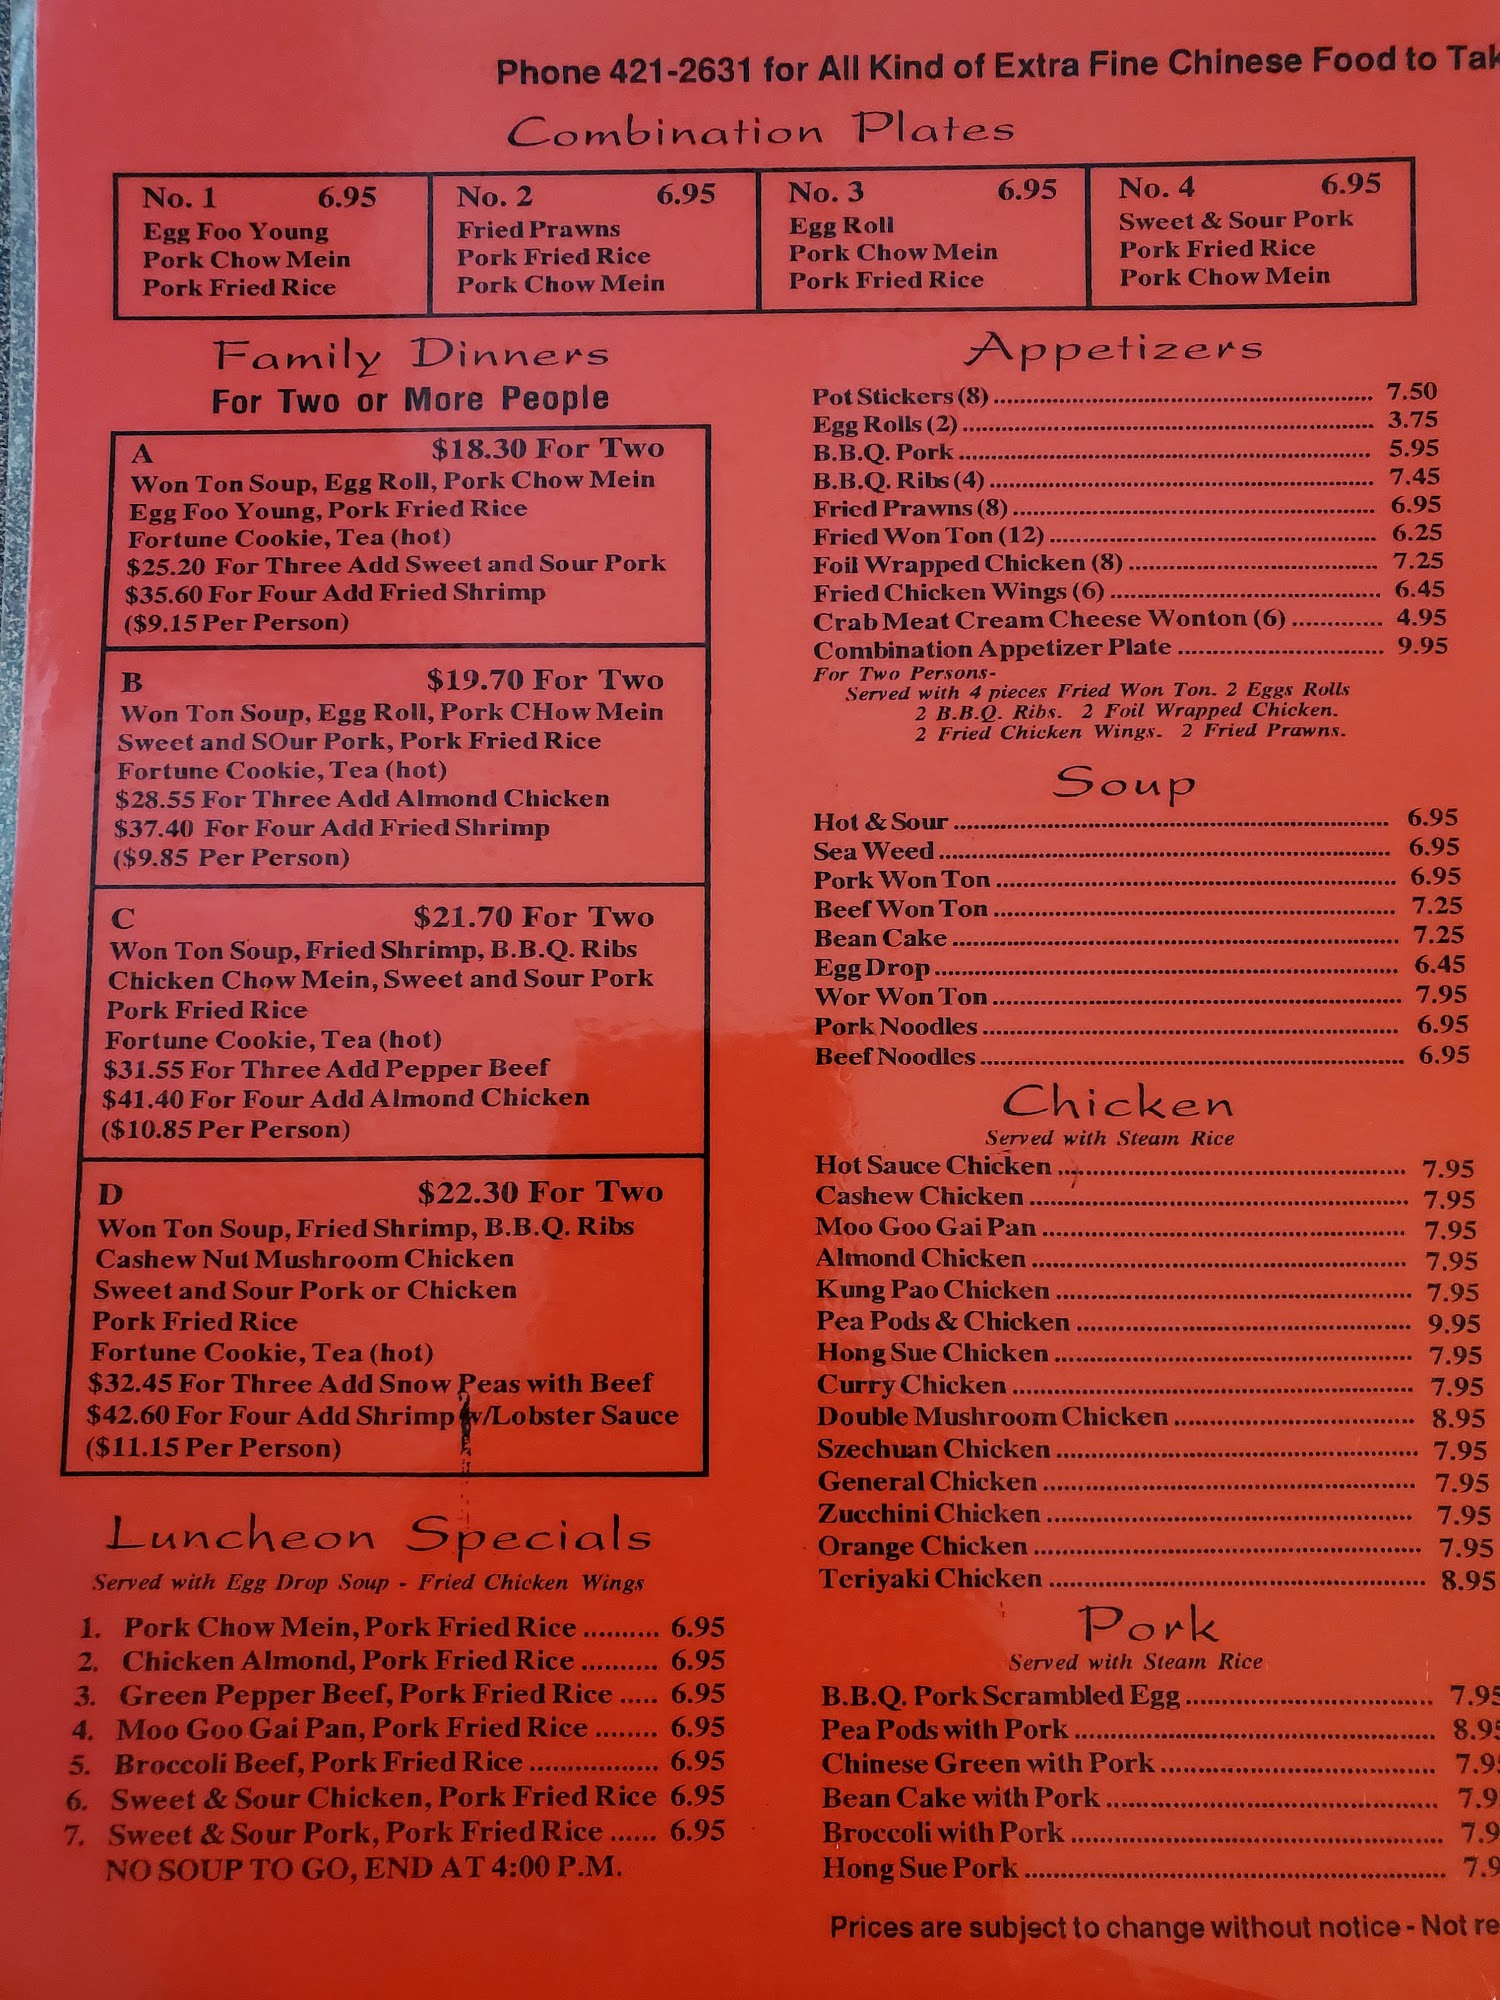 Phone 421-2631 for All Kind of Extra Fine Chinese Food to
Combination Plates
No. 1 6.95
Egg Foo Young
Pork Chow Mein
Pork Fried Rice
No. 2 6.95
Fried Prawns
Pork Fried Rice
Pork Chow Mein
No. 3 6.95
Egg Roll
Pork Chow Mein
Pork Fried Rice
No. 4 6.95
Sweet & Sour Pork
Pork Fried Rice
Pork Chow Mein
Family Dinners
For Two or More People
A $18.30 For Two
Won Ton Soup, Egg Roll, Pork Chow Mein
Egg Foo Young, Pork Fried Rice
Fortune Cookie, Tea (hot)
$25.20 For Three Add Sweet and Sour Pork
$35.60 For Four Add Fried Shrimp
($9.15 Per Person)
B $19.70 For Two
Won Ton Soup, Egg Roll, Pork CHow Mein
Sweet and SOur Pork, Pork Fried Rice
Fortune Cookie, Tea (hot)
$28.55 For Three Add Almond Chicken
$37.40 For Four Add Fried Shrimp
($9.85 Per Person)
C $21.70 For Two
Won Ton Soup, Fried Shrimp, B.B.Q. Ribs
Chicken Chow Mein, Sweet and Sour Pork
Pork Fried Rice
Fortune Cookie, Tea (hot)
$31.55 For Three Add Pepper Beef
$41.40 For Four Add Almond Chicken
($10.85 Per Person)
D $22.30 For Two
Won Ton Soup, Fried Shrimp, B.B.Q. Ribs
Cashew Nut Mushroom Chicken
Sweet and Sour Pork or Chicken
Pork Fried Rice
Fortune Cookie, Tea (hot)
$32.45 For Three Add Snow Peas with Beef
$42.60 For Four Add Shrimp w/Lobster Sauce
($11.15 Per Person)
Luncheon Specials
Served with Egg Drop Soup - Fried Chicken Wings
1. Pork Chow Mein, Pork Fried Rice .......... 6.95
2. Chicken Almond, Pork Fried Rice .......... 6.95
3. Green Pepper Beef, Pork Fried Rice ..... 6.95
4. Moo Goo Gai Pan, Pork Fried Rice ........ 6.95
5. Broccoli Beef, Pork Fried Rice ................. 6.95
6. Sweet & Sour Chicken, Pork Fried Rice 6.95
7. Sweet & Sour Pork, Pork Fried Rice ...... 6.95
NO SOUP TO GO, END AT 4:00 P.M.
Appetizers
Pot Stickers (8) .......... 7.50
Egg Rolls (2) .......... 3.75
B.B.Q. Pork .......... 5.95
B.B.Q. Ribs (4) .......... 7.45
Fried Prawns (8) .......... 6.95
Fried Won Ton (12) .......... 6.25
Foil Wrapped Chicken (8) .......... 7.25
Fried Chicken Wings (6) .......... 6.45
Crab Meat Cream Cheese Wonton (6) .......... 4.95
Combination Appetizer Plate .......... 9.95
For Two Persons-
Served with 4 pieces Fried Won Ton. 2 Eggs Rolls
2 B.B.Q. Ribs. 2 Foil Wrapped Chicken.
2 Fried Chicken Wings. 2 Fried Prawns.
Soup
Hot & Sour .......... 6.95
Sea Weed .......... 6.95
Pork Won Ton .......... 6.95
Beef Won Ton .......... 7.25
Bean Cake .......... 7.25
Egg Drop .......... 6.45
Wor Won Ton .......... 7.95
Pork Noodles .......... 6.95
Beef Noodles .......... 6.95
Chicken
Served with Steam Rice
Hot Sauce Chicken .......... 7.95
Cashew Chicken .......... 7.95
Moo Goo Gai Pan .......... 7.95
Almond Chicken .......... 7.95
Kung Pao Chicken .......... 7.95
Pea Pods & Chicken .......... 9.95
Hong Sue Chicken .......... 7.95
Curry Chicken .......... 7.95
Double Mushroom Chicken .......... 8.95
Szechuan Chicken .......... 7.95
General Chicken .......... 7.95
Zucchini Chicken .......... 7.95
Orange Chicken .......... 7.95
Teriyaki Chicken .......... 8.95
Pork
Served with Steam Rice
B.B.Q. Pork Scrambled Egg .......... 7.95
Pea Pods with Pork .......... 8.95
Chinese Green with Pork .......... 7.9
Bean Cake with Pork .......... 7.9
Broccoli with Pork .......... 7.9
Hong Sue Pork .......... 7.9
Prices are subject to change without notice - Not